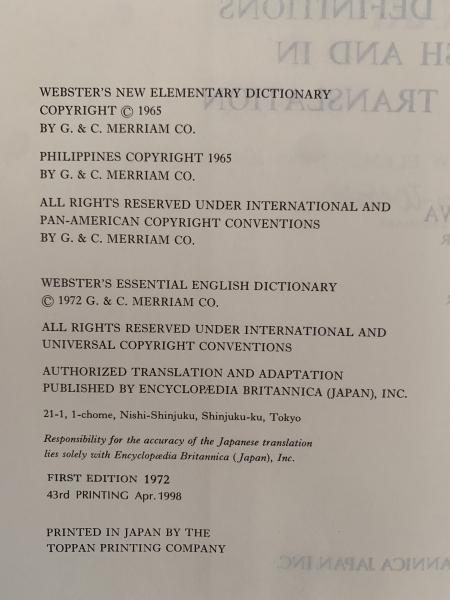 WEBSTER'S NEW ELEMENTARY DICTIONARY
COPYRIGHT © 1965
BY G. & C. MERRIAM CO.
PHILIPPINES COPYRIGHT 1965
BY G. & C. MERRIAM CO.
ALL RIGHTS RESERVED UNDER INTERNATIONAL AND
PAN-AMERICAN COPYRIGHT CONVENTIONS
BY G. & C. MERRIAM CO.
WEBSTER'S ESSENTIAL ENGLISH DICTIONARY
© 1972 G. & C. MERRIAM CO.
ALL RIGHTS RESERVED UNDER INTERNATIONAL AND
UNIVERSAL COPYRIGHT CONVENTIONS
AUTHORIZED TRANSLATION AND ADAPTATION
PUBLISHED BY ENCYCLOPÆDIA BRITANNICA (JAPAN), INC.
21-1, 1-chome, Nishi-Shinjuku, Shinjuku-ku, Tokyo
Responsibility for the accuracy of the Japanese translation
lies solely with Encyclopædia Britannica (Japan), Inc.
FIRST EDITION 1972
43rd PRINTING Apr. 1998
PRINTED IN JAPAN BY THE
TOPPAN PRINTING COMPANY